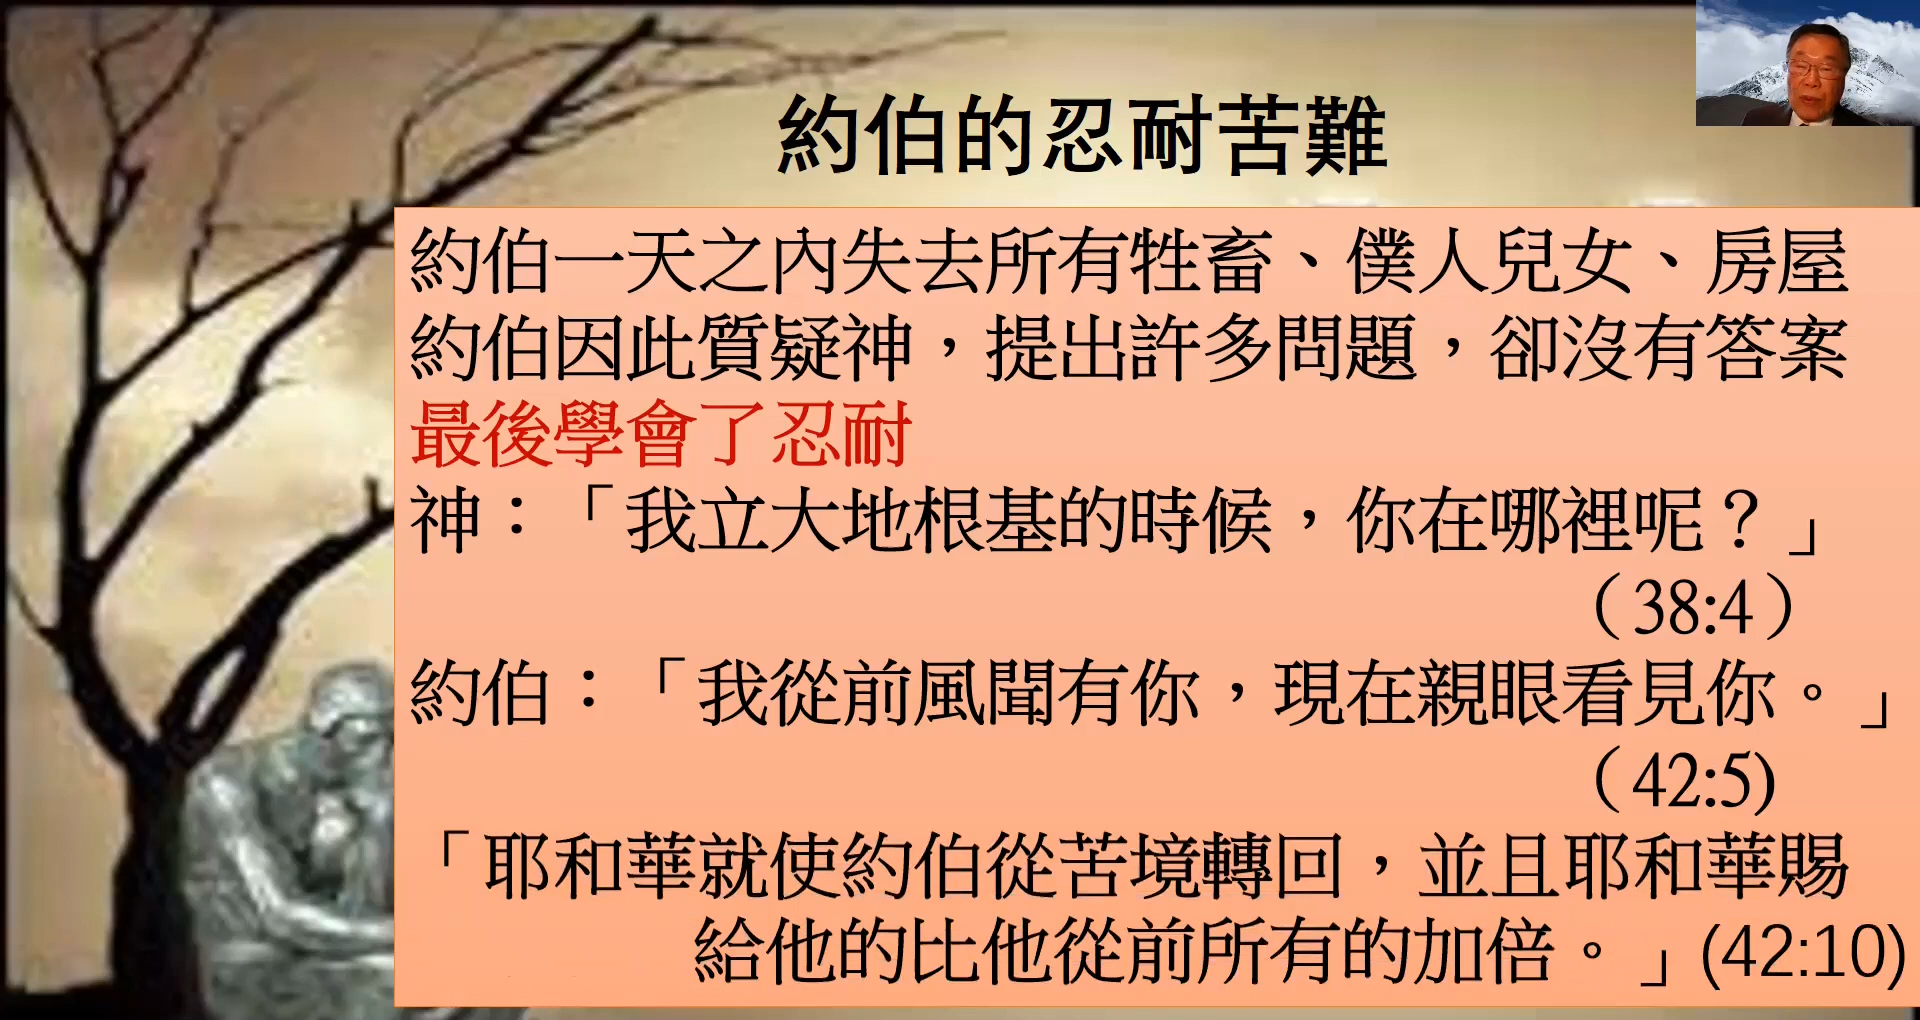 約伯的忍耐苦難
約伯一天之內失去所有牲畜、僕人兒女、房屋
約伯因此質疑神，提出許多問題，卻沒有答案
最後學會了忍耐
神：「我立大地根基的時候，你在哪裡呢？」
（38:4）
約伯：「我從前風聞有你，現在親眼看見你。」
（42:5)
「耶和華就使約伯從苦境轉回，並且耶和華賜
給他的比他從前所有的加倍。」(42:10)